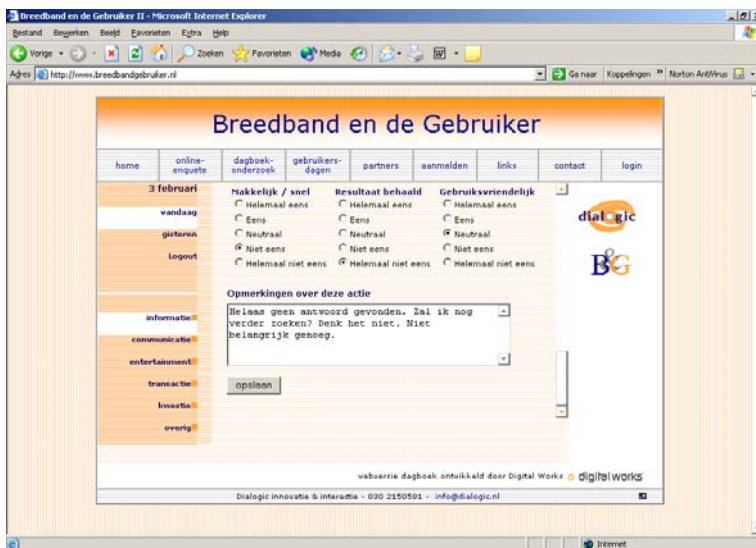 Breedband en de Gebruiker II - Microsoft Internet Explorer
Bestand Bewerken Beeld Favorieten Extra Help
Vorige Zoeken Favorieten Media
Adres http://www.breedbandgebruiker.nl Ga naar Koppelingen » Norton AntiVirus
Breedband en de Gebruiker
home online-enquete dagboek-onderzoek gebruikers-dagen partners aanmelden links contact login
3 februari
vandaag
gisteren
Logout
informatie
communicatie
entertainment
transactie
kwestie
overig
Makkelijk / snel Resultaat behaald Gebruiksvriendelijk
Helemaal eens Helemaal eens Helemaal eens
Eens Eens Eens
Neutraal Neutraal Neutraal
Niet eens Niet eens Niet eens
Helemaal niet eens Helemaal niet eens Helemaal niet eens
Opmerkingen over deze actie
Helaas geen antwoord gevonden. Zal ik nog
verder zoeken? Denk het niet. Niet
belangrijk genoeg.
opslaan
dialogic
B&G
webversie dagboek ontwikkeld door Digital Works digitalworks
Dialogic innovatie & interactie - 030 2150581 - info@dialogic.nl
Internet